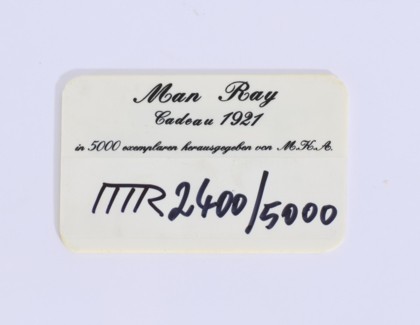 Man Ray
Cadeau 1921
in 5000 exemplaren herausgegeben von M.K.A.
MR 2400/5000